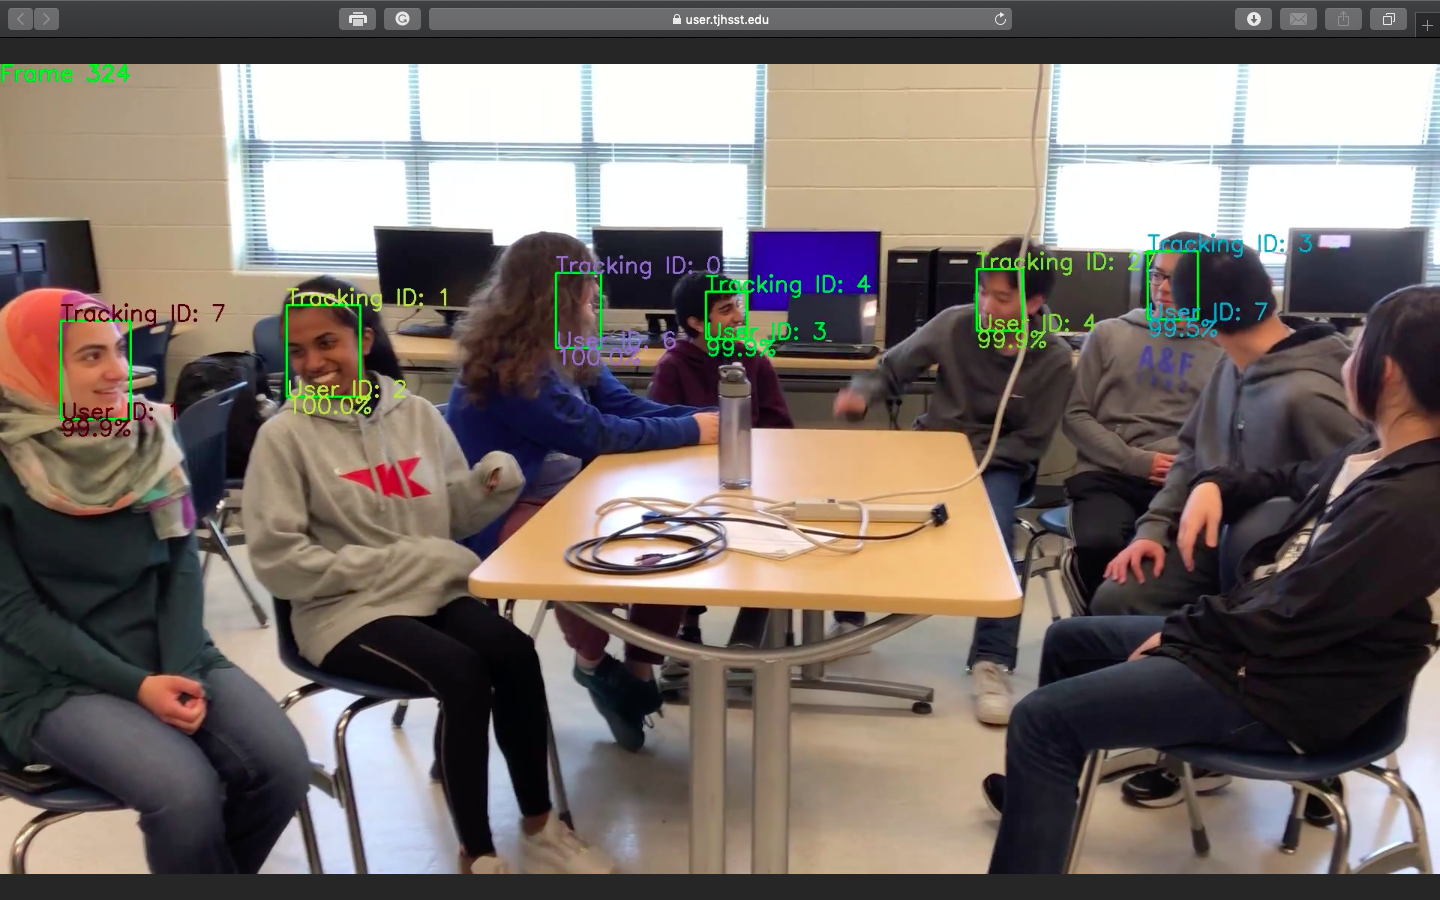 user.tjhsst.edu
Frame 324
Tracking ID: 3
Tracking ID: 2
Tracking ID: 0
Tracking ID: 4
Tracking ID: 1
Tracking ID: 7
User ID: 7
99.5%
User ID: 4
99.9%
User ID: 3
99.9%
User ID: 6
100.0%
User ID: 2
100.0%
User ID: 1
99.9%
A&F